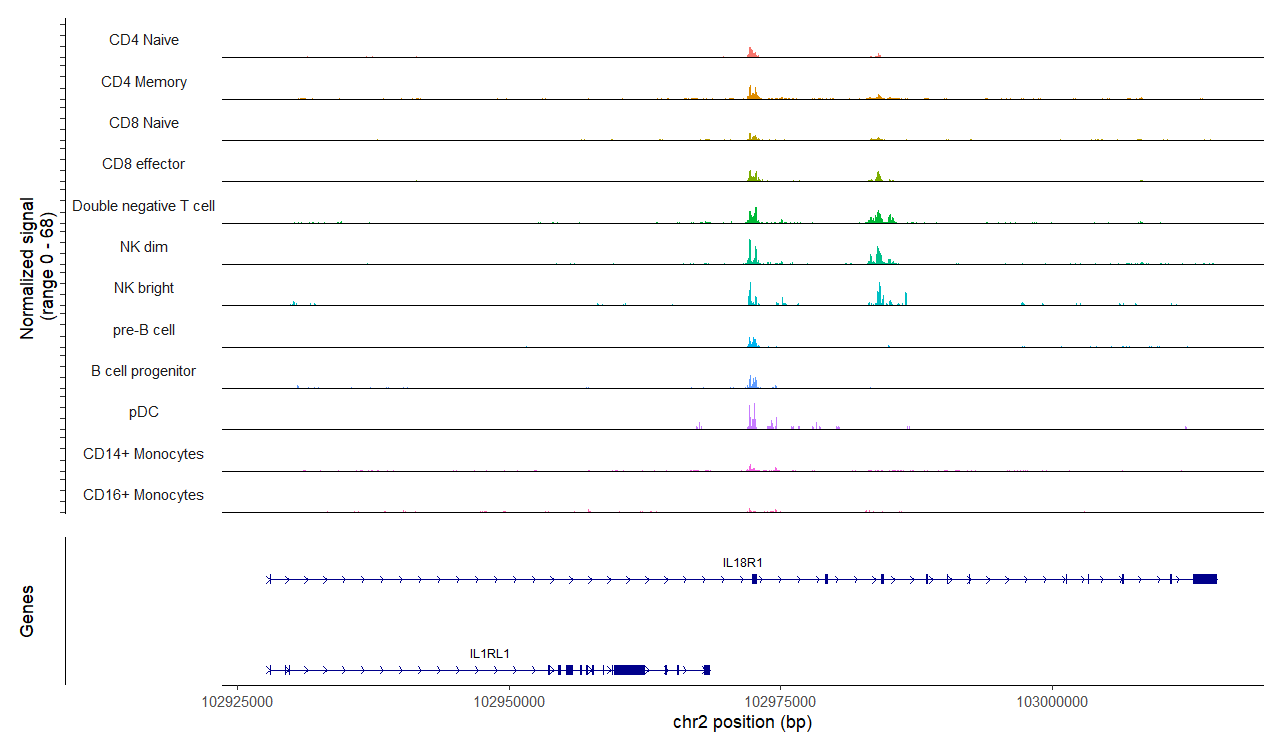 Normalized signal
(range 0 - 68)
CD4 Naive
CD4 Memory
CD8 Naive
CD8 effector
Double negative T cell
NK dim
NK bright
pre-B cell
B cell progenitor
pDC
CD14+ Monocytes
CD16+ Monocytes
Genes
IL18R1
IL1RL1
102925000 102950000 102975000 103000000
chr2 position (bp)